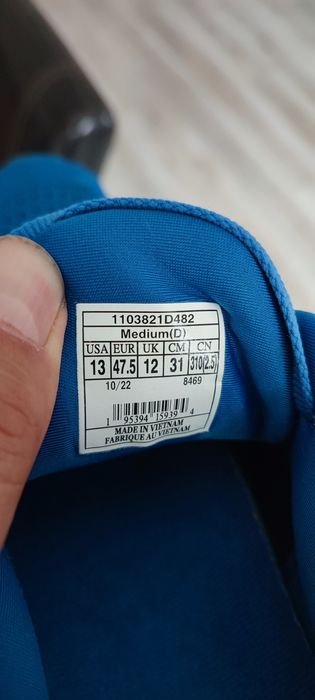 1103821D482
Medium(D)
USA EUR UK CM CN
13 47.5 12 31 310(2.5)
10/22 8469
1 95394 15939 4
MADE IN VIETNAM
FABRIQUE AU VIETNAM